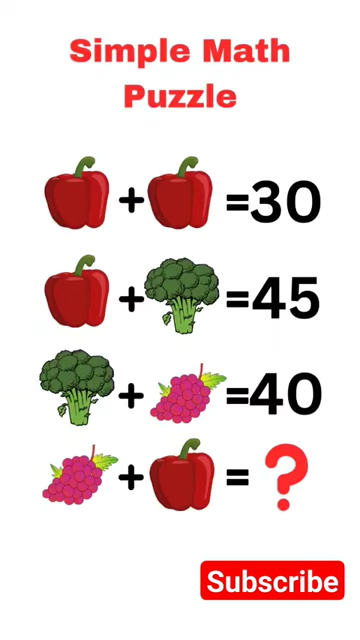 Simple Math
Puzzle
+ =30
+ =45
+ =40
+ = ?
Subscribe